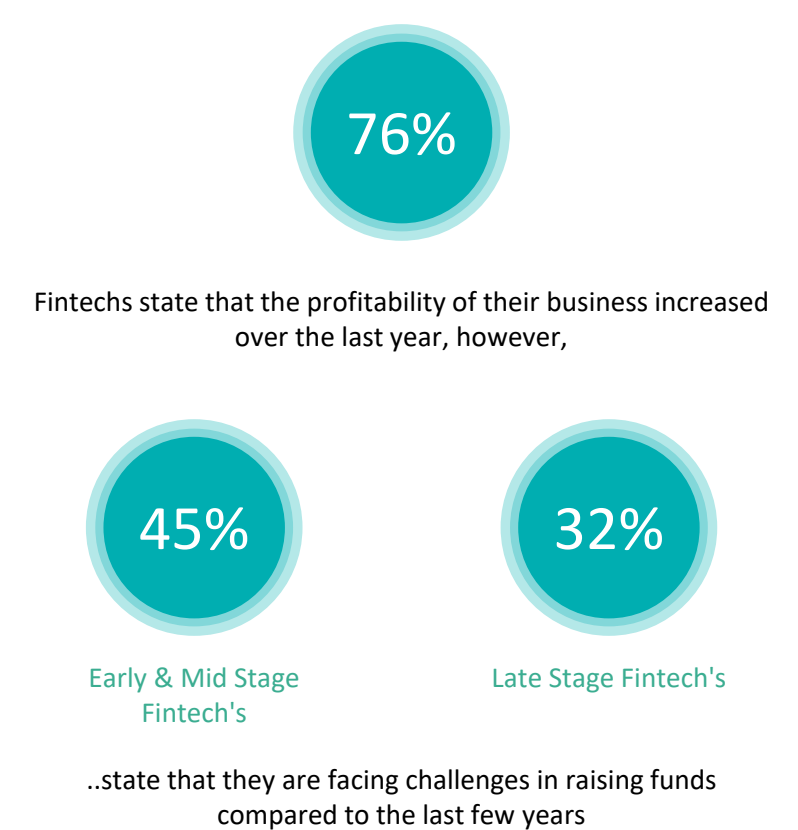 76%
Fintechs state that the profitability of their business increased
over the last year, however,
45%
Early & Mid Stage
Fintech's
32%
Late Stage Fintech's
..state that they are facing challenges in raising funds
compared to the last few years